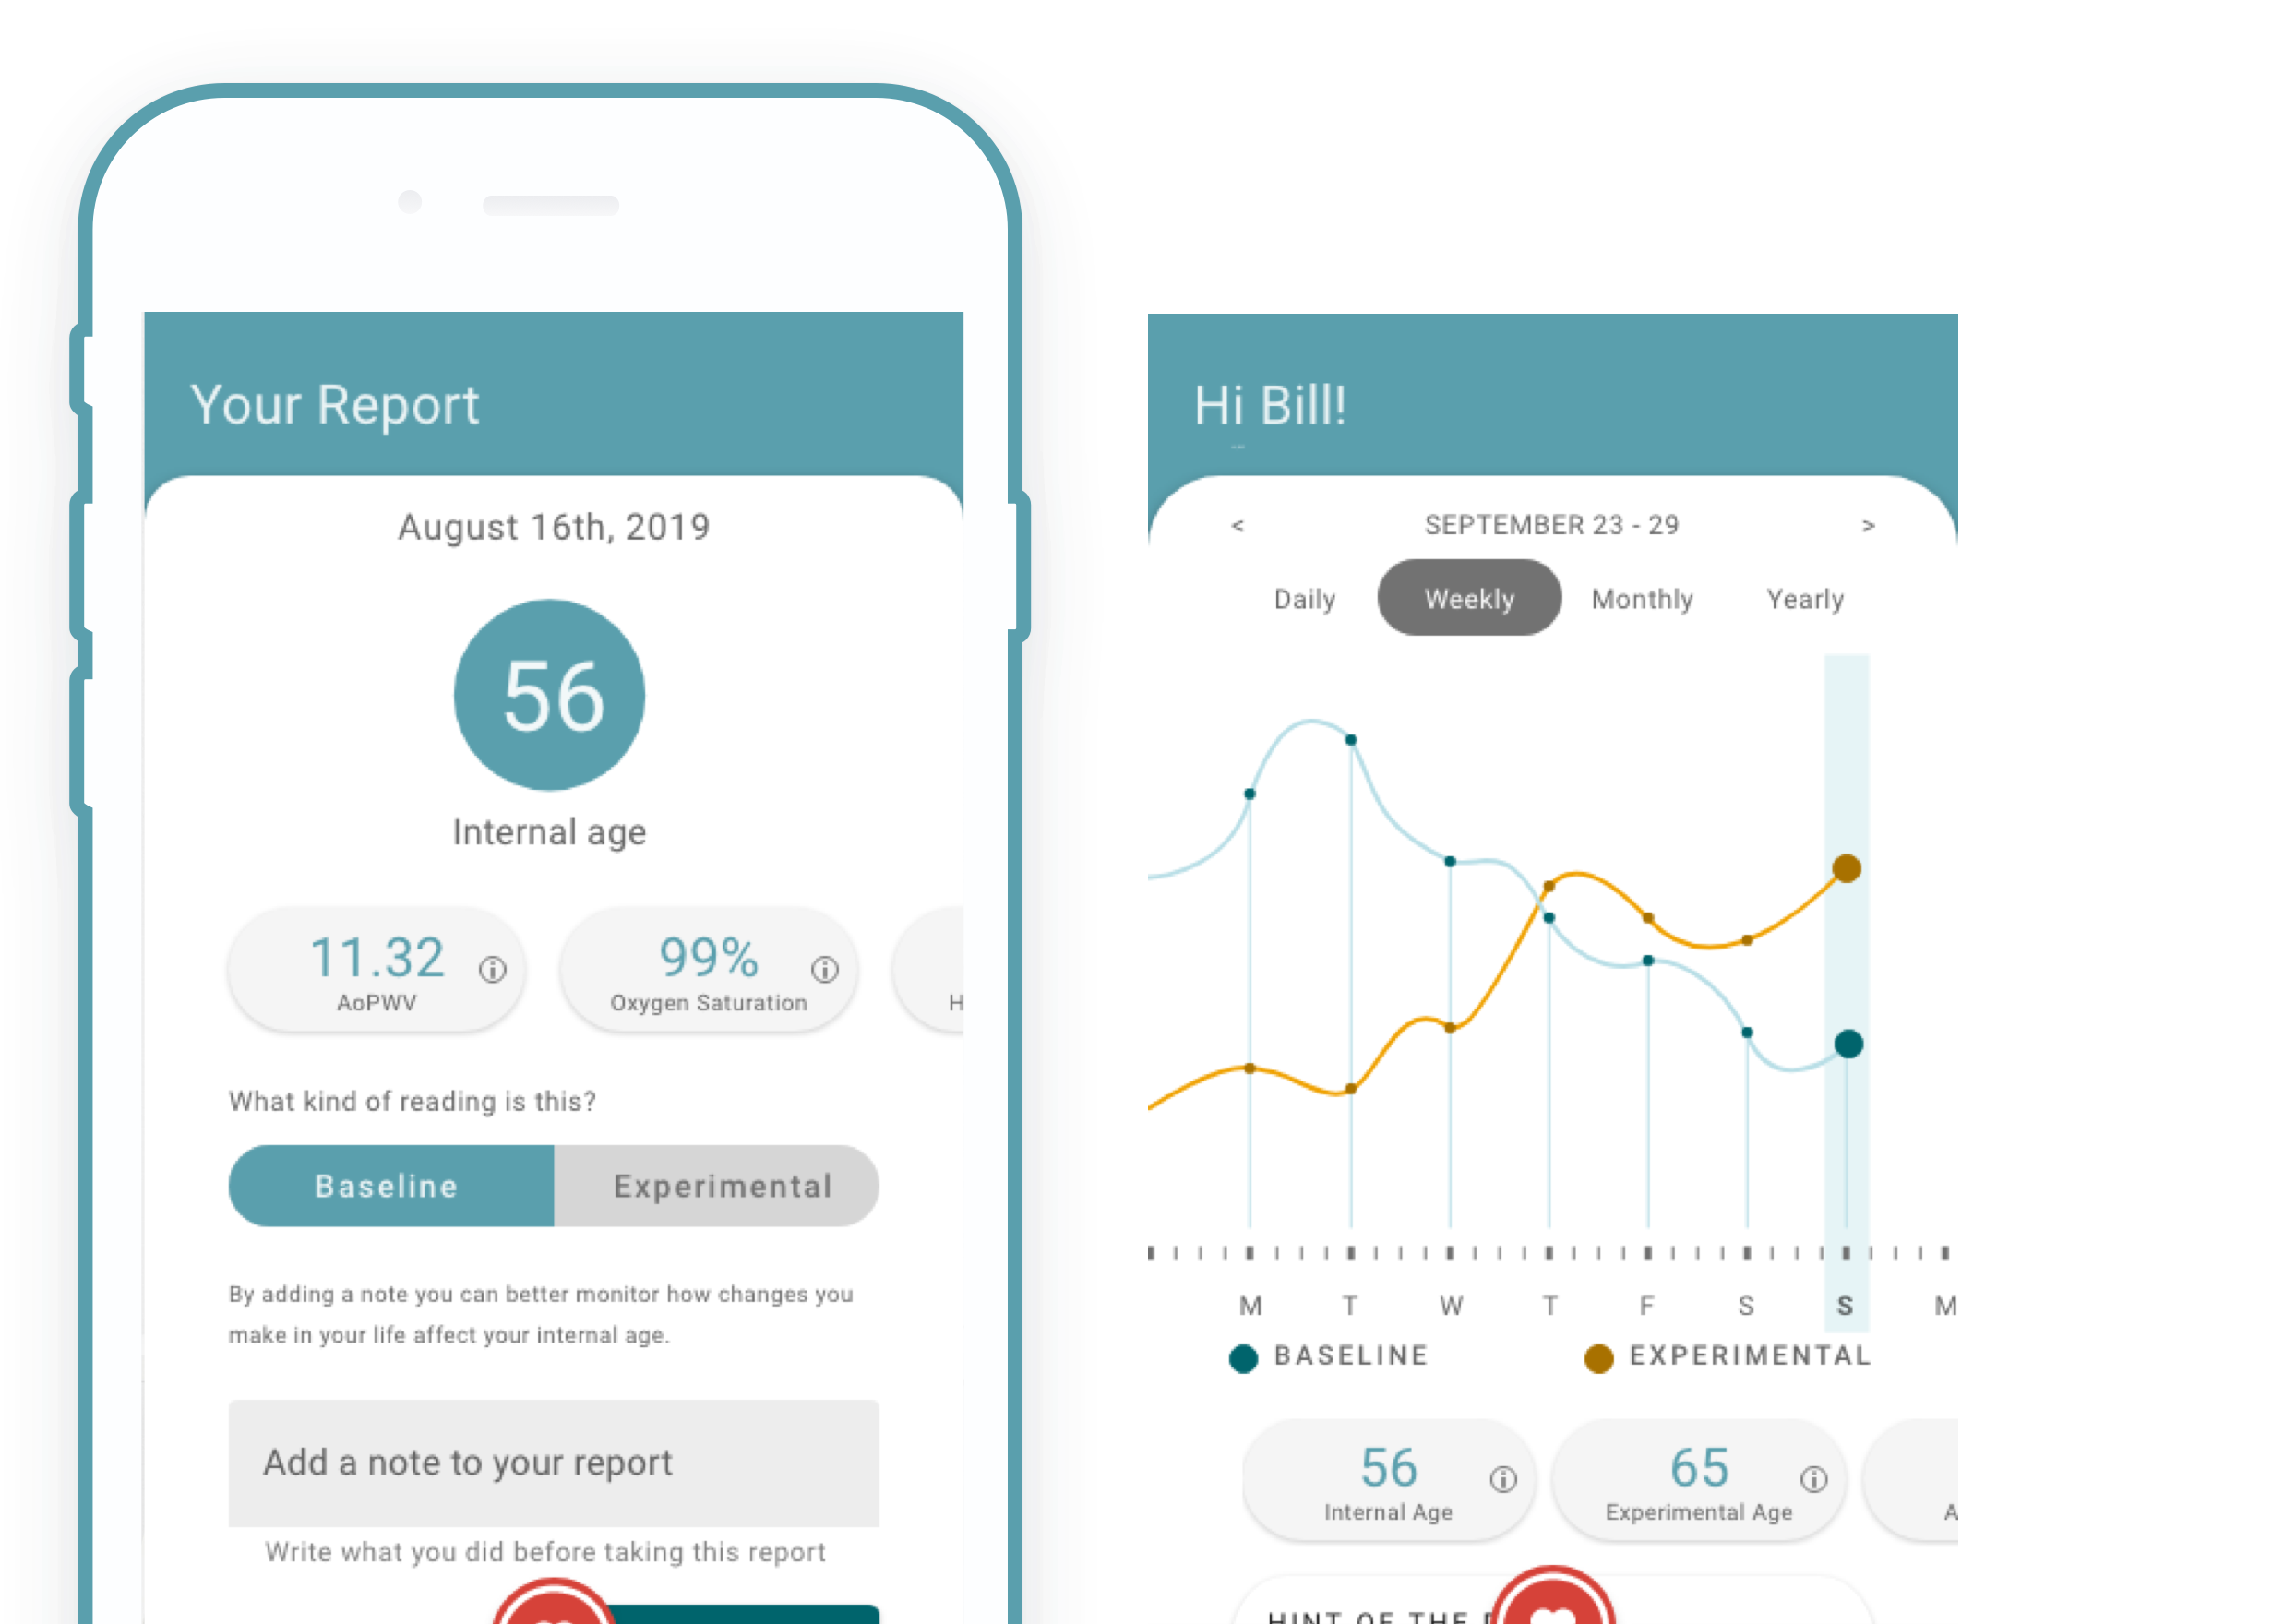 Your Report
August 16th, 2019
56
Internal age
11.32
AoPWV
99%
Oxygen Saturation
H
What kind of reading is this?
Baseline
Experimental
By adding a note you can better monitor how changes you
make in your life affect your internal age.
Add a note to your report
Write what you did before taking this report
Hi Bill!
< SEPTEMBER 23 - 29 >
Daily Weekly Monthly Yearly
M T W T F S S M
BASELINE EXPERIMENTAL
56
Internal Age
65
Experimental Age
A
HINT OF THE